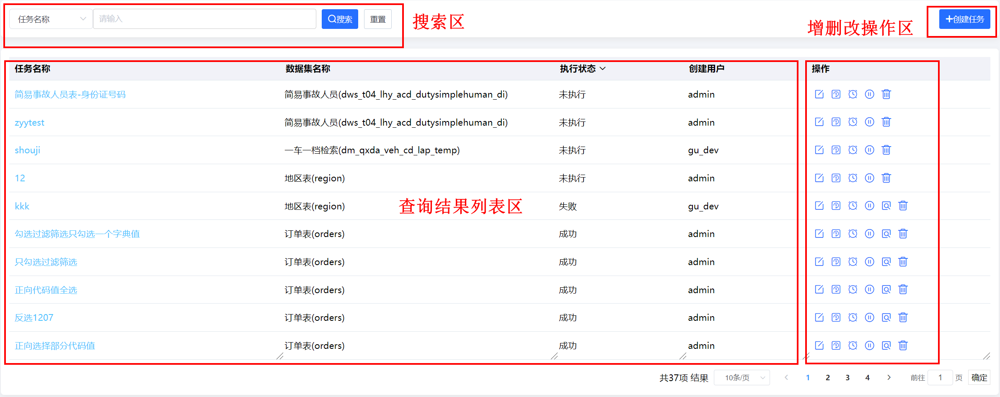 任务名称 请输入 搜索 重置 搜索区 增删改操作区 +创建任务
任务名称 数据集名称 执行状态 创建用户 操作
简易事故人员表-身份证号码 简易事故人员(dws_t04_lhy_acd_dutysimplehuman_di) 未执行 admin
zyytest 简易事故人员(dws_t04_lhy_acd_dutysimplehuman_di) 未执行 admin
shouji 一车一档检索(dm_qxda_veh_cd_lap_temp) 未执行 gu_dev
12 地区表(region) 未执行 admin
kkk 地区表(region) 查询结果列表区 失败 gu_dev
勾选过滤筛选只勾选一个字典值 订单表(orders) 成功 admin
只勾选过滤筛选 订单表(orders) 成功 admin
正向代码值全选 订单表(orders) 成功 admin
反选1207 订单表(orders) 成功 admin
正向选择部分代码值 订单表(orders) 成功 admin
共37项 结果 10条/页 1 2 3 4 前往 1 页 确定